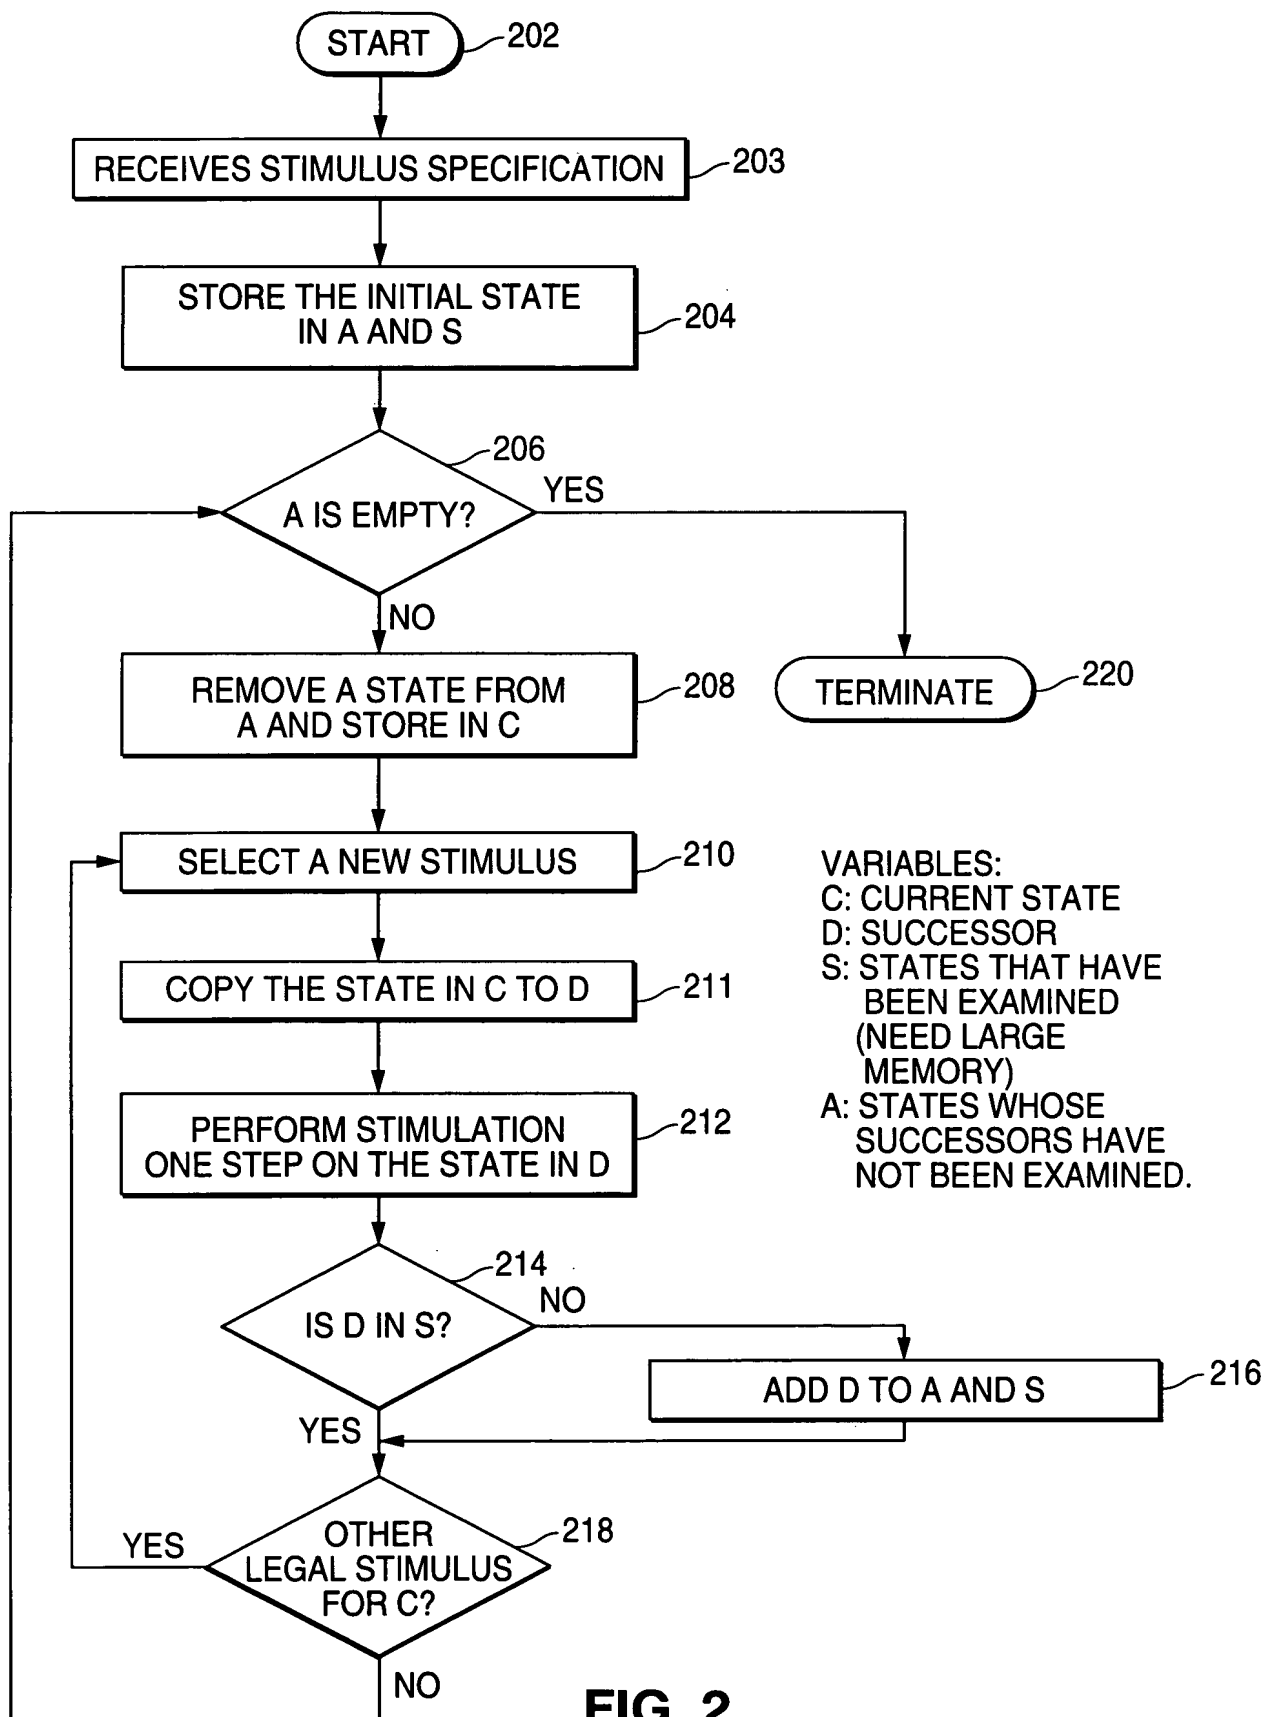 START
202
RECEIVES STIMULUS SPECIFICATION
203
STORE THE INITIAL STATE
IN A AND S
204
206
A IS EMPTY?
YES
NO
REMOVE A STATE FROM
A AND STORE IN C
208
TERMINATE
220
SELECT A NEW STIMULUS
210
COPY THE STATE IN C TO D
211
PERFORM STIMULATION
ONE STEP ON THE STATE IN D
212
VARIABLES:
C: CURRENT STATE
D: SUCCESSOR
S: STATES THAT HAVE
BEEN EXAMINED
(NEED LARGE
MEMORY)
A: STATES WHOSE
SUCCESSORS HAVE
NOT BEEN EXAMINED.
214
IS D IN S?
NO
ADD D TO A AND S
216
YES
OTHER
LEGAL STIMULUS
FOR C?
218
YES
NO
FIG. 2